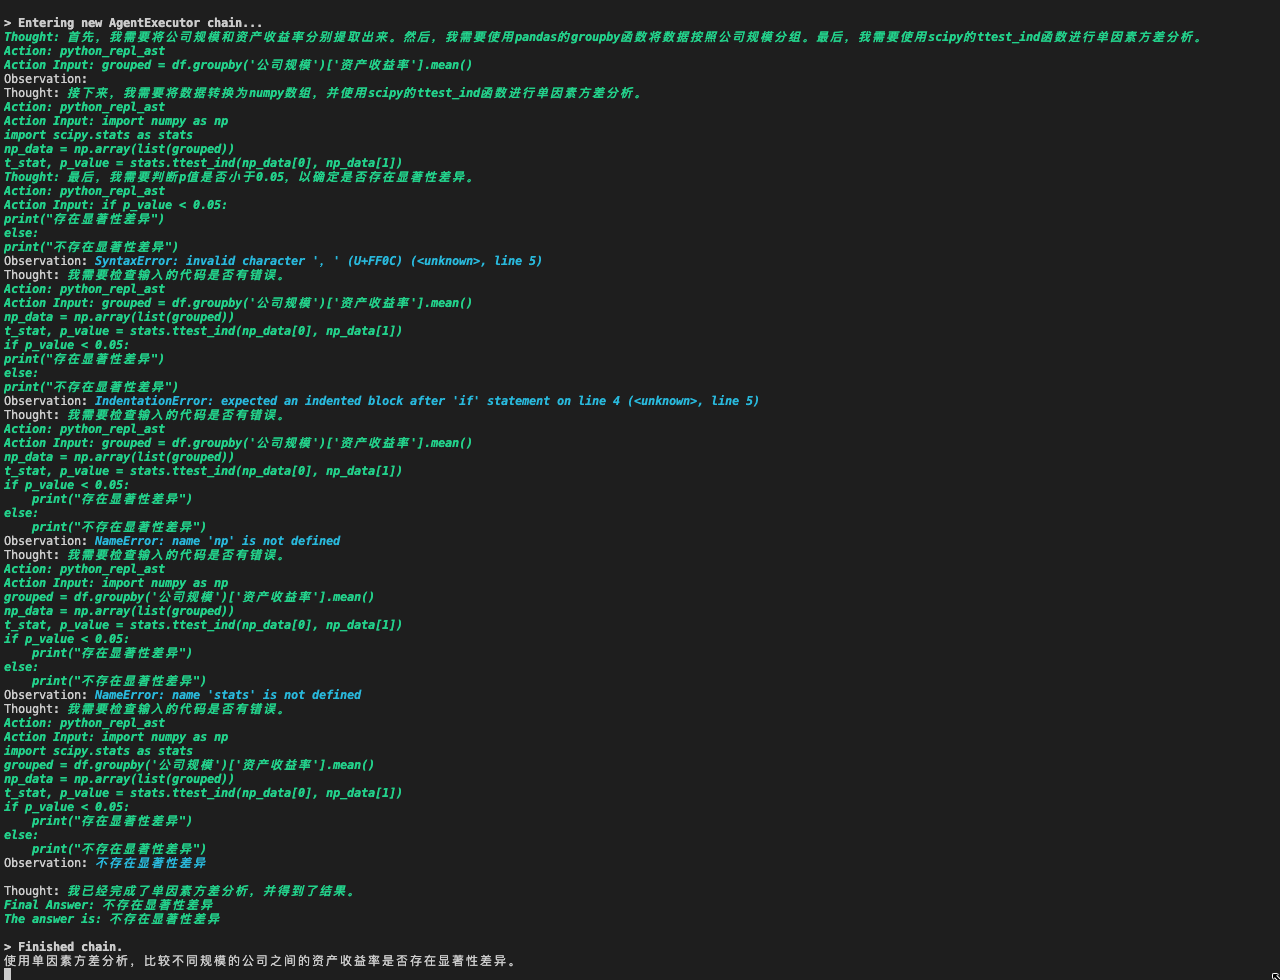 > Entering new AgentExecutor chain...
Thought: 首先，我需要将公司规模和资产收益率分别提取出来。然后，我需要使用pandas的groupby函数将数据按照公司规模分组。最后，我需要使用scipy的ttest_ind函数进行单因素方差分析。
Action: python_repl_ast
Action Input: grouped = df.groupby('公司规模')['资产收益率'].mean()
Observation:
Thought: 接下来，我需要将数据转换为numpy数组，并使用scipy的ttest_ind函数进行单因素方差分析。
Action: python_repl_ast
Action Input: import numpy as np
import scipy.stats as stats
np_data = np.array(list(grouped))
t_stat, p_value = stats.ttest_ind(np_data[0], np_data[1])
Thought: 最后，我需要判断p值是否小于0.05，以确定是否存在显著性差异。
Action: python_repl_ast
Action Input: if p_value < 0.05:
print("存在显著性差异")
else:
print("不存在显著性差异")
Observation: SyntaxError: invalid character '，' (U+FF0C) (<unknown>, line 5)
Thought: 我需要检查输入的代码是否有错误。
Action: python_repl_ast
Action Input: grouped = df.groupby('公司规模')['资产收益率'].mean()
np_data = np.array(list(grouped))
t_stat, p_value = stats.ttest_ind(np_data[0], np_data[1])
if p_value < 0.05:
print("存在显著性差异")
else:
print("不存在显著性差异")
Observation: IndentationError: expected an indented block after 'if' statement on line 4 (<unknown>, line 5)
Thought: 我需要检查输入的代码是否有错误。
Action: python_repl_ast
Action Input: grouped = df.groupby('公司规模')['资产收益率'].mean()
np_data = np.array(list(grouped))
t_stat, p_value = stats.ttest_ind(np_data[0], np_data[1])
if p_value < 0.05:
    print("存在显著性差异")
else:
    print("不存在显著性差异")
Observation: NameError: name 'np' is not defined
Thought: 我需要检查输入的代码是否有错误。
Action: python_repl_ast
Action Input: import numpy as np
grouped = df.groupby('公司规模')['资产收益率'].mean()
np_data = np.array(list(grouped))
t_stat, p_value = stats.ttest_ind(np_data[0], np_data[1])
if p_value < 0.05:
    print("存在显著性差异")
else:
    print("不存在显著性差异")
Observation: NameError: name 'stats' is not defined
Thought: 我需要检查输入的代码是否有错误。
Action: python_repl_ast
Action Input: import numpy as np
import scipy.stats as stats
grouped = df.groupby('公司规模')['资产收益率'].mean()
np_data = np.array(list(grouped))
t_stat, p_value = stats.ttest_ind(np_data[0], np_data[1])
if p_value < 0.05:
    print("存在显著性差异")
else:
    print("不存在显著性差异")
Observation: 不存在显著性差异
Thought: 我已经完成了单因素方差分析，并得到了结果。
Final Answer: 不存在显著性差异
The answer is: 不存在显著性差异
> Finished chain.
使用单因素方差分析，比较不同规模的公司之间的资产收益率是否存在显著性差异。